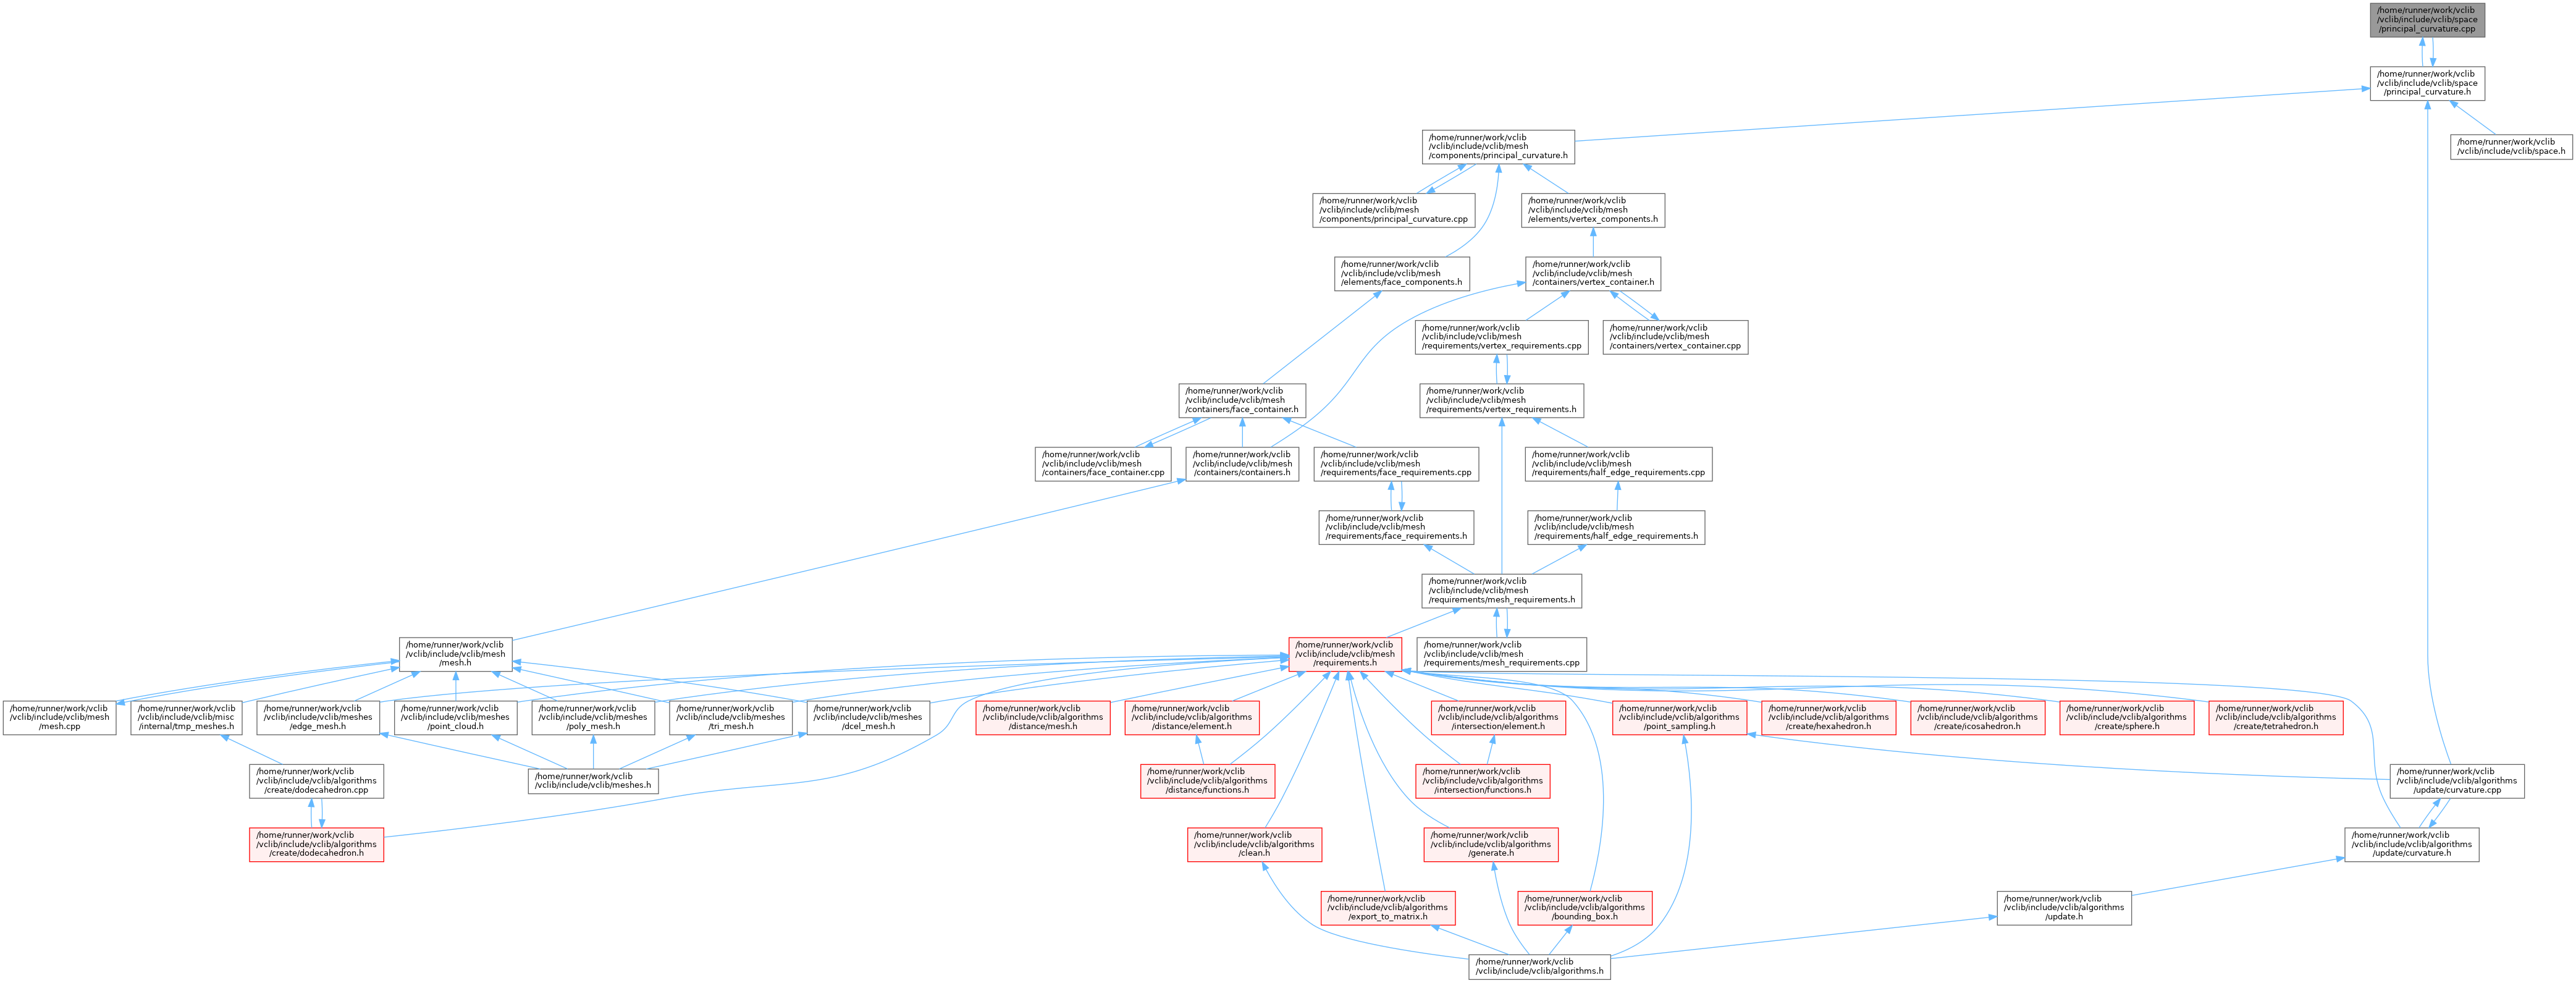 /home/runner/work/vclib
/vclib/include/vclib/space
/principal_curvature.cpp
/home/runner/work/vclib
/vclib/include/vclib/space
/principal_curvature.h
/home/runner/work/vclib
/vclib/include/vclib/mesh
/components/principal_curvature.h
/home/runner/work/vclib
/vclib/include/vclib/space.h
/home/runner/work/vclib
/vclib/include/vclib/mesh
/components/principal_curvature.cpp
/home/runner/work/vclib
/vclib/include/vclib/mesh
/elements/vertex_components.h
/home/runner/work/vclib
/vclib/include/vclib/mesh
/elements/face_components.h
/home/runner/work/vclib
/vclib/include/vclib/mesh
/containers/vertex_container.h
/home/runner/work/vclib
/vclib/include/vclib/mesh
/requirements/vertex_requirements.cpp
/home/runner/work/vclib
/vclib/include/vclib/mesh
/containers/vertex_container.cpp
/home/runner/work/vclib
/vclib/include/vclib/mesh
/containers/face_container.h
/home/runner/work/vclib
/vclib/include/vclib/mesh
/requirements/vertex_requirements.h
/home/runner/work/vclib
/vclib/include/vclib/mesh
/containers/face_container.cpp
/home/runner/work/vclib
/vclib/include/vclib/mesh
/containers/containers.h
/home/runner/work/vclib
/vclib/include/vclib/mesh
/requirements/face_requirements.cpp
/home/runner/work/vclib
/vclib/include/vclib/mesh
/requirements/half_edge_requirements.cpp
/home/runner/work/vclib
/vclib/include/vclib/mesh
/requirements/face_requirements.h
/home/runner/work/vclib
/vclib/include/vclib/mesh
/requirements/half_edge_requirements.h
/home/runner/work/vclib
/vclib/include/vclib/mesh
/requirements/mesh_requirements.h
/home/runner/work/vclib
/vclib/include/vclib/mesh
/mesh.h
/home/runner/work/vclib
/vclib/include/vclib/mesh
/requirements.h
/home/runner/work/vclib
/vclib/include/vclib/mesh
/requirements/mesh_requirements.cpp
/home/runner/work/vclib
/vclib/include/vclib/mesh
/mesh.cpp
/home/runner/work/vclib
/vclib/include/vclib/misc
/internal/tmp_meshes.h
/home/runner/work/vclib
/vclib/include/vclib/meshes
/edge_mesh.h
/home/runner/work/vclib
/vclib/include/vclib/meshes
/point_cloud.h
/home/runner/work/vclib
/vclib/include/vclib/meshes
/poly_mesh.h
/home/runner/work/vclib
/vclib/include/vclib/meshes
/tri_mesh.h
/home/runner/work/vclib
/vclib/include/vclib/meshes
/dcel_mesh.h
/home/runner/work/vclib
/vclib/include/vclib/algorithms
/distance/mesh.h
/home/runner/work/vclib
/vclib/include/vclib/algorithms
/distance/element.h
/home/runner/work/vclib
/vclib/include/vclib/algorithms
/intersection/element.h
/home/runner/work/vclib
/vclib/include/vclib/algorithms
/point_sampling.h
/home/runner/work/vclib
/vclib/include/vclib/algorithms
/create/hexahedron.h
/home/runner/work/vclib
/vclib/include/vclib/algorithms
/create/icosahedron.h
/home/runner/work/vclib
/vclib/include/vclib/algorithms
/create/sphere.h
/home/runner/work/vclib
/vclib/include/vclib/algorithms
/create/tetrahedron.h
/home/runner/work/vclib
/vclib/include/vclib/algorithms
/create/dodecahedron.cpp
/home/runner/work/vclib
/vclib/include/vclib/meshes.h
/home/runner/work/vclib
/vclib/include/vclib/algorithms
/distance/functions.h
/home/runner/work/vclib
/vclib/include/vclib/algorithms
/intersection/functions.h
/home/runner/work/vclib
/vclib/include/vclib/algorithms
/update/curvature.cpp
/home/runner/work/vclib
/vclib/include/vclib/algorithms
/create/dodecahedron.h
/home/runner/work/vclib
/vclib/include/vclib/algorithms
/clean.h
/home/runner/work/vclib
/vclib/include/vclib/algorithms
/generate.h
/home/runner/work/vclib
/vclib/include/vclib/algorithms
/update/curvature.h
/home/runner/work/vclib
/vclib/include/vclib/algorithms
/export_to_matrix.h
/home/runner/work/vclib
/vclib/include/vclib/algorithms
/bounding_box.h
/home/runner/work/vclib
/vclib/include/vclib/algorithms
/update.h
/home/runner/work/vclib
/vclib/include/vclib/algorithms.h